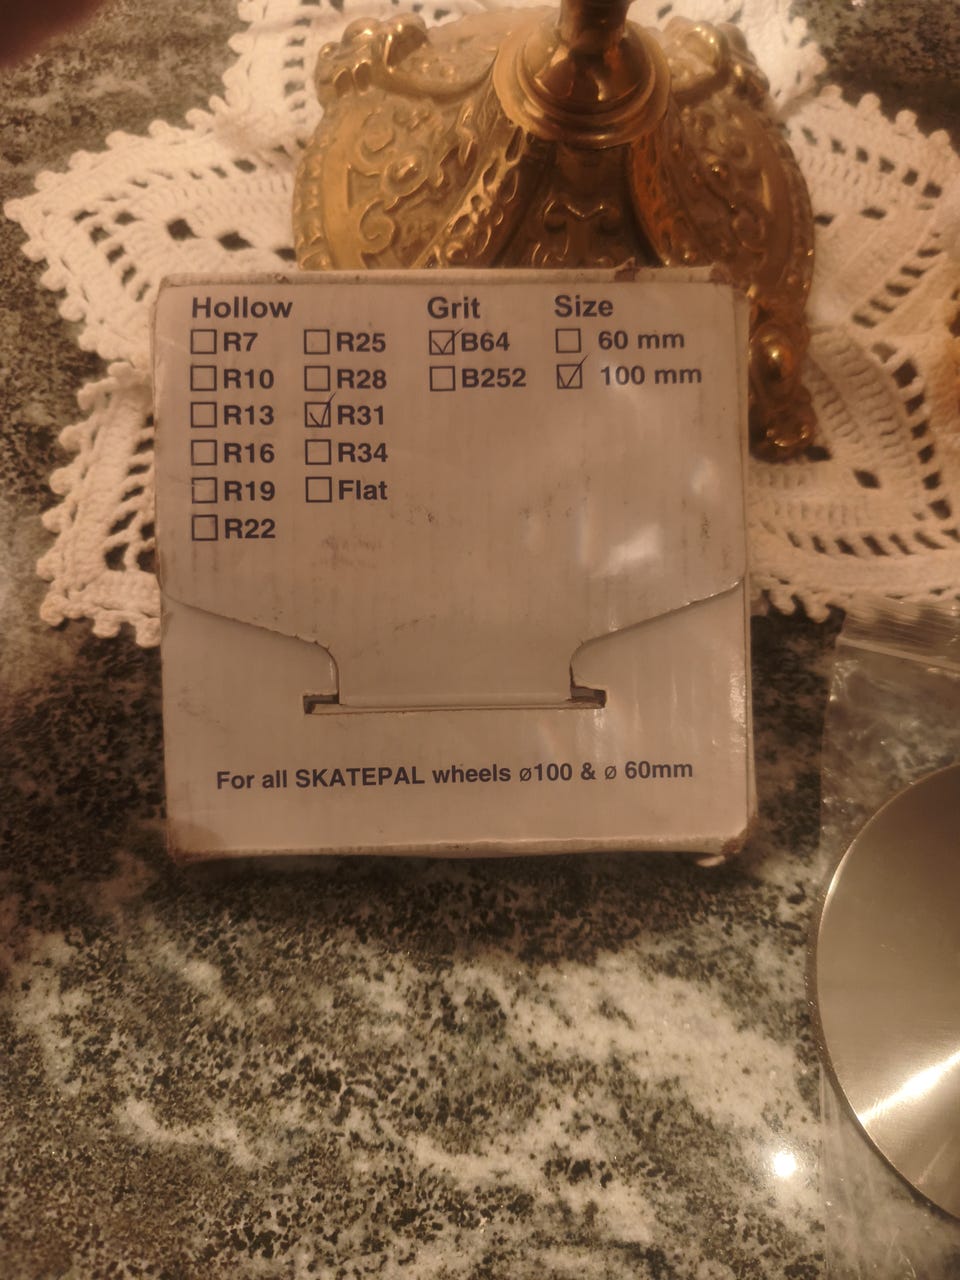 Hollow Grit Size
☐ R7 ☐ R25 ☑ B64 ☐ 60 mm
☐ R10 ☐ R28 ☐ B252 ☑ 100 mm
☐ R13 ☑ R31
☐ R16 ☐ R34
☐ R19 ☐ Flat
☐ R22
For all SKATEPAL wheels ø100 & ø 60mm